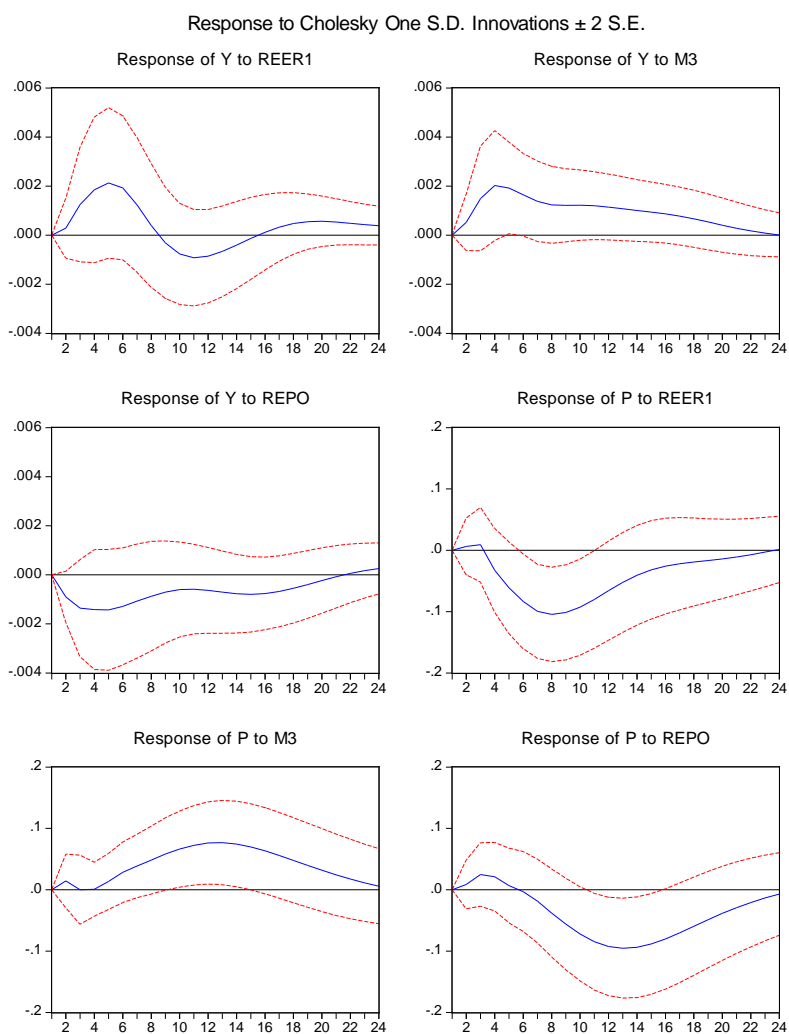 Response to Cholesky One S.D. Innovations ± 2 S.E.
Response of Y to REER1
.006
.004
.002
.000
-.002
-.004
2 4 6 8 10 12 14 16 18 20 22 24
Response of Y to M3
.006
.004
.002
.000
-.002
-.004
2 4 6 8 10 12 14 16 18 20 22 24
Response of Y to REPO
.006
.004
.002
.000
-.002
-.004
2 4 6 8 10 12 14 16 18 20 22 24
Response of P to REER1
.2
.1
.0
-.1
-.2
2 4 6 8 10 12 14 16 18 20 22 24
Response of P to M3
.2
.1
.0
-.1
-.2
2 4 6 8 10 12 14 16 18 20 22 24
Response of P to REPO
.2
.1
.0
-.1
-.2
2 4 6 8 10 12 14 16 18 20 22 24